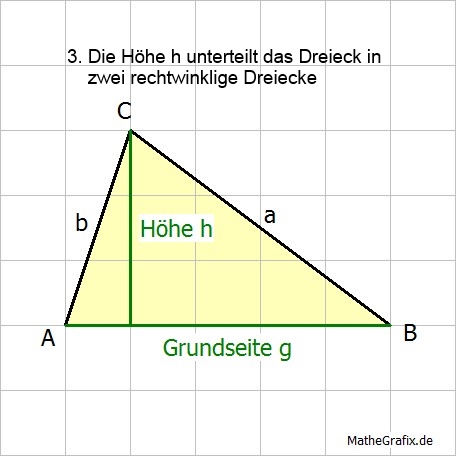 3. Die Höhe h unterteilt das Dreieck in
zwei rechtwinklige Dreiecke
C
b
Höhe h
a
A
B
Grundseite g
MatheGrafix.de